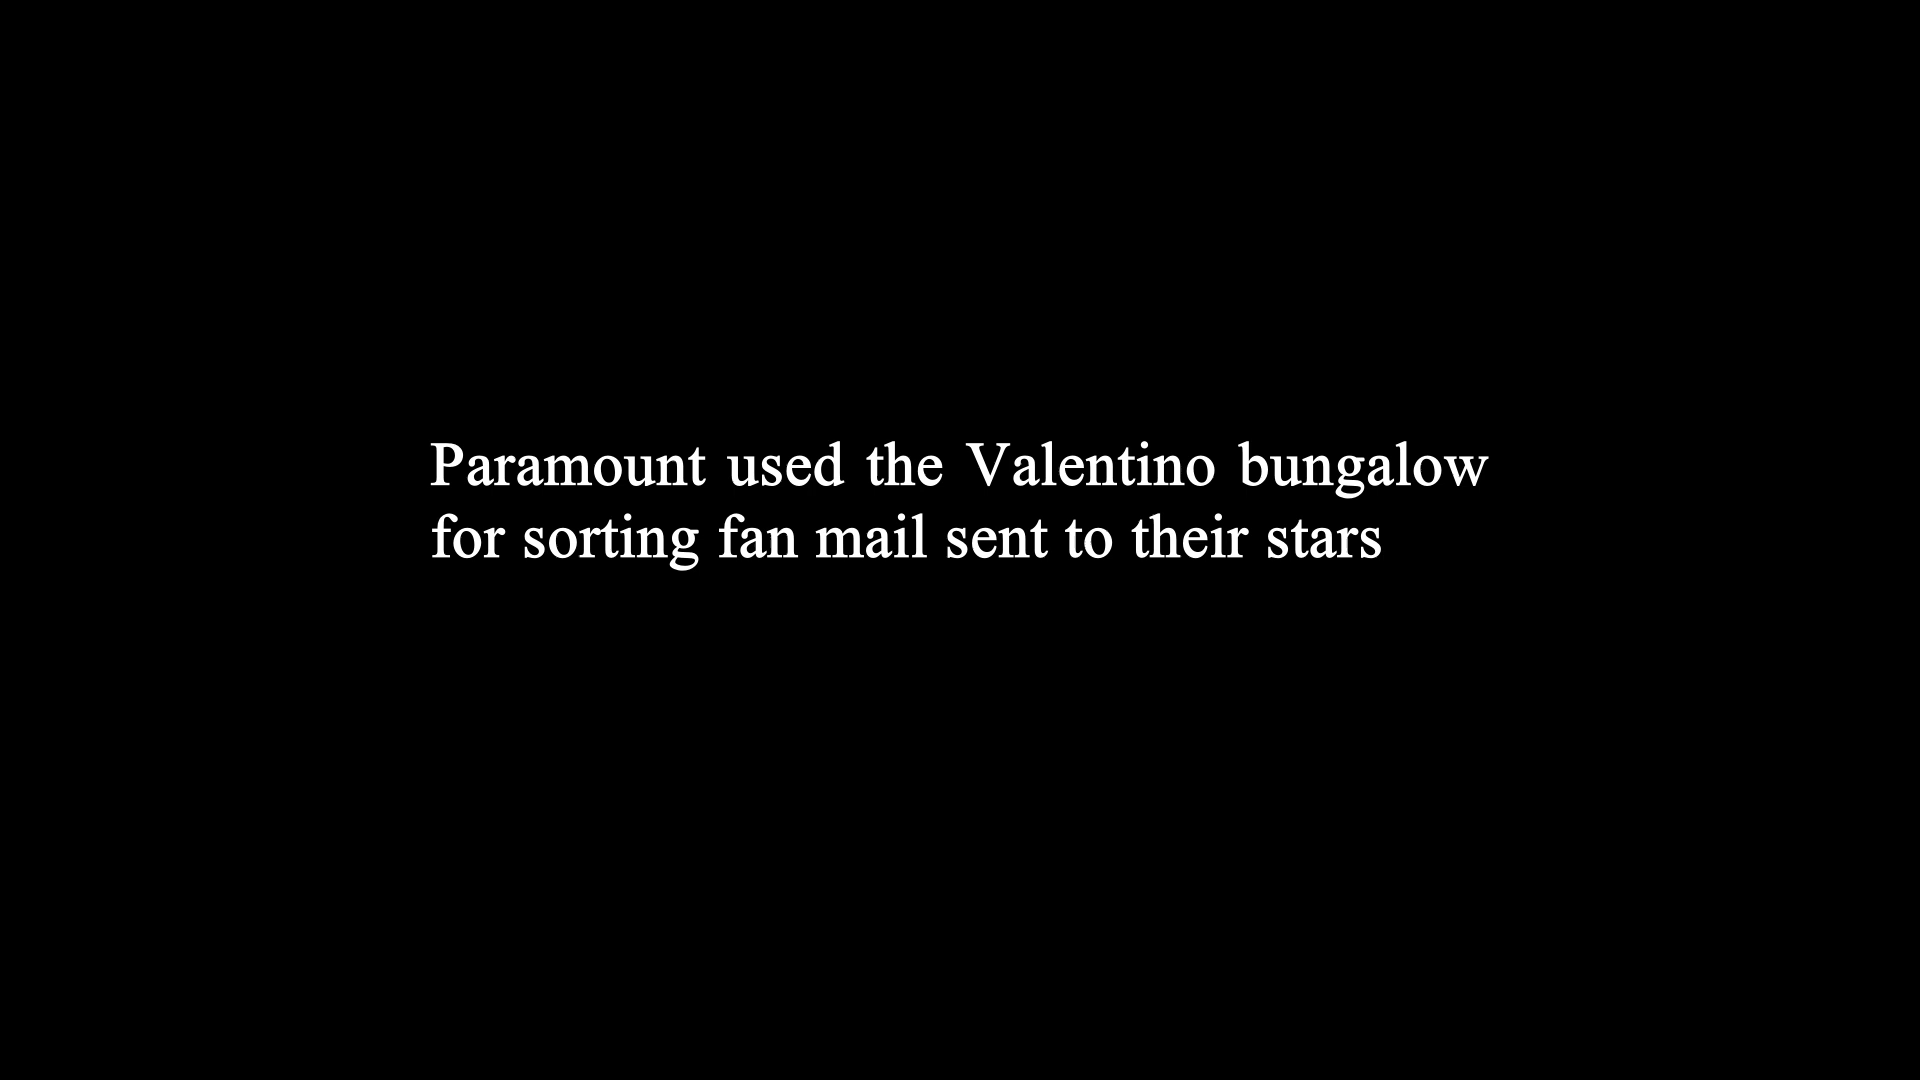 Paramount used the Valentino bungalow
for sorting fan mail sent to their stars